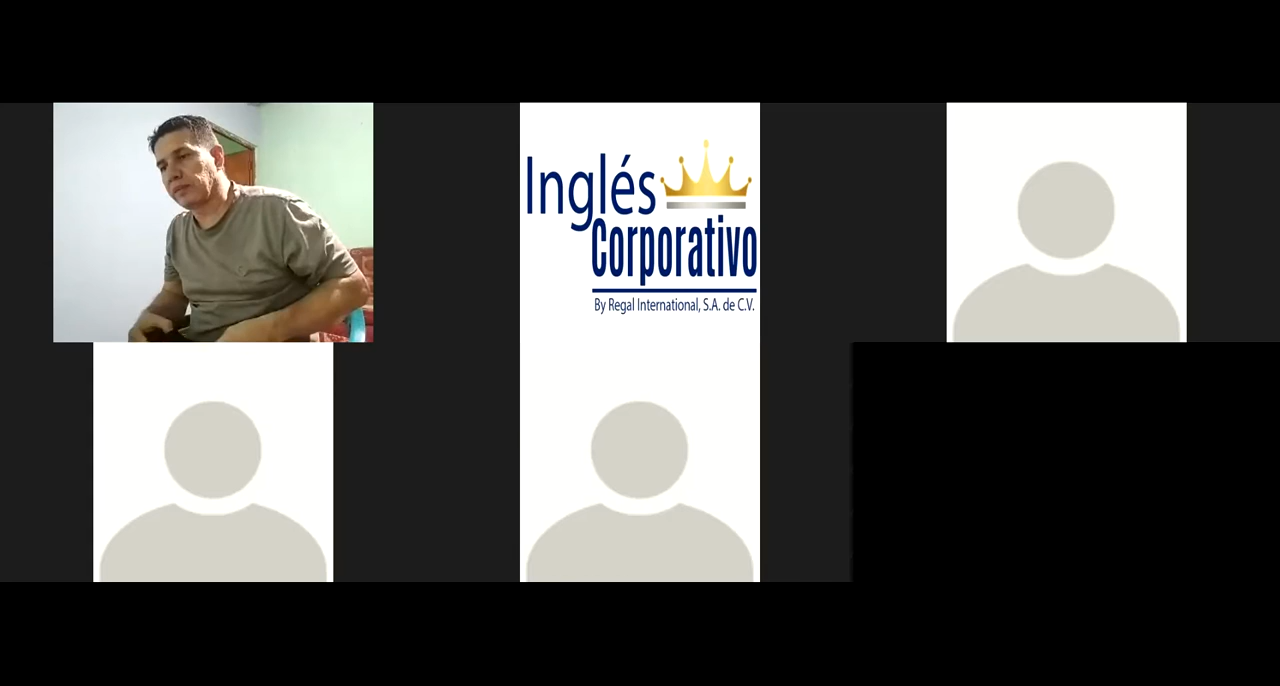 Inglés
Corporativo
By Regal International, S.A. de C.V.